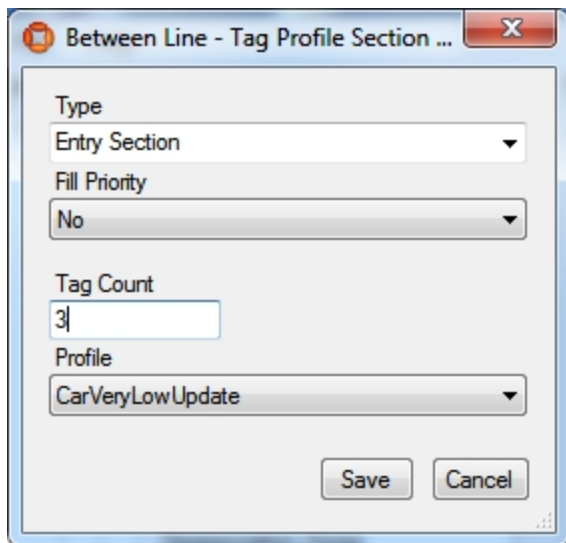 Between Line - Tag Profile Section ...
Type
Entry Section
Fill Priority
No
Tag Count
3
Profile
CarVeryLowUpdate
Save Cancel